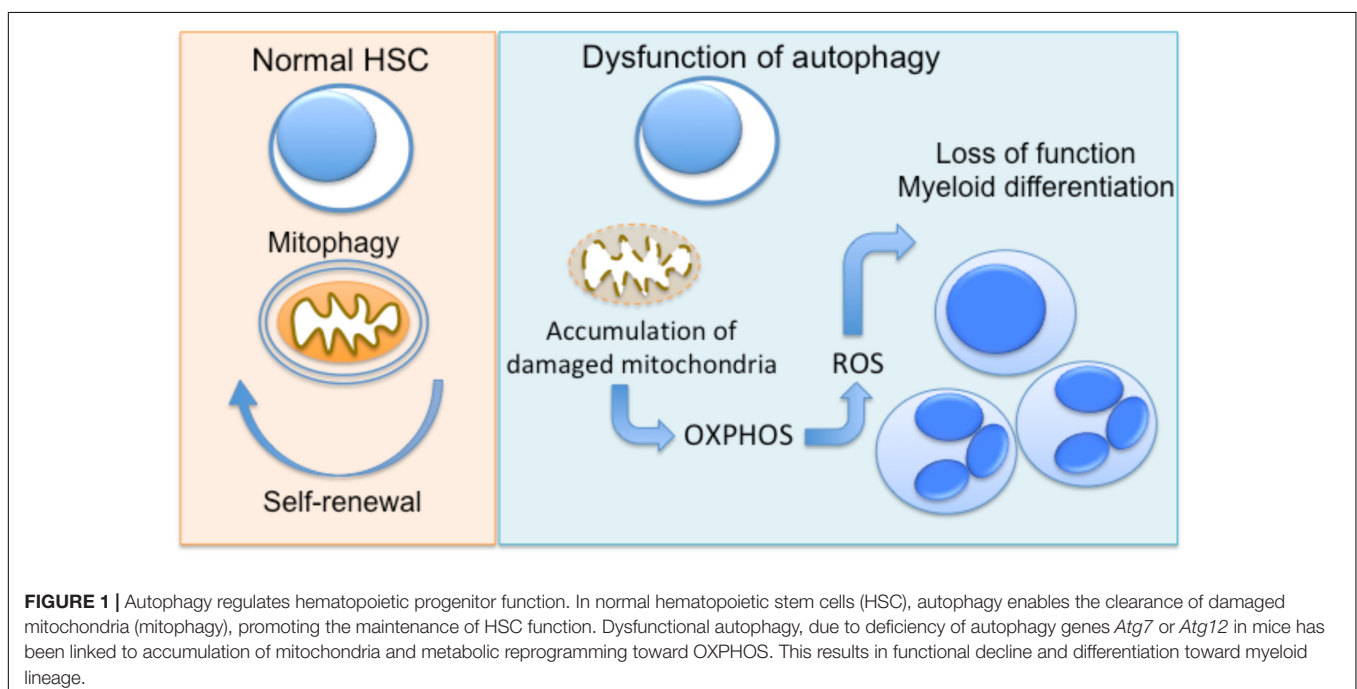 Normal HSC
Mitophagy
Self-renewal
Dysfunction of autophagy
Accumulation of
damaged mitochondria
OXPHOS
ROS
Loss of function
Myeloid differentiation
FIGURE 1 | Autophagy regulates hematopoietic progenitor function. In normal hematopoietic stem cells (HSC), autophagy enables the clearance of damaged
mitochondria (mitophagy), promoting the maintenance of HSC function. Dysfunctional autophagy, due to deficiency of autophagy genes Atg7 or Atg12 in mice has
been linked to accumulation of mitochondria and metabolic reprogramming toward OXPHOS. This results in functional decline and differentiation toward myeloid
lineage.